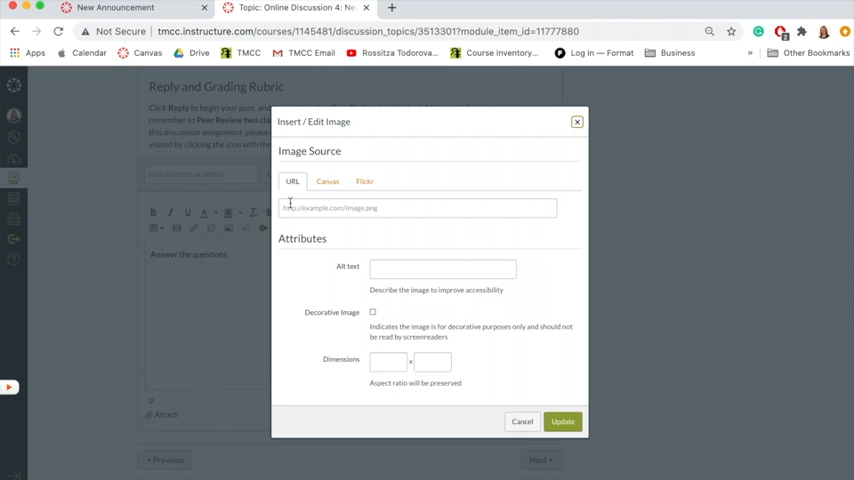 New Announcement × Topic: Online Discussion 4: Ne ×
Not Secure tmcc.instructure.com/courses/1145481/discussion_topics/3513301?module_item_id=11777880
Apps Calendar Canvas Drive TMCC TMCC Email Rossitza Todorova... Course Inventory... Log in — Format Business » Other Bookmarks
Reply and Grading Rubric
Click Reply to begin your post, and
remember to Peer Review two cla
this discussion assignment, please
visited by clicking the icon with the
Search entries or author
B I U A
Answer the questions
p
Attach
Previous
Next
Insert / Edit Image
Image Source
URL Canvas Flickr
http://example.com/image.png
Attributes
Alt text
Describe the image to improve accessibility
Decorative Image
Indicates the image is for decorative purposes only and should not
be read by screenreaders
Dimensions x
Aspect ratio will be preserved
Cancel Update